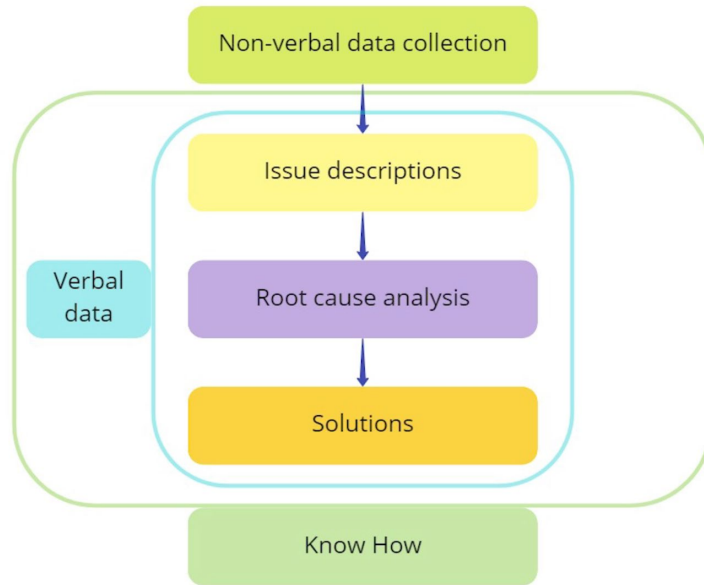 Non-verbal data collection
Issue descriptions
Verbal
data
Root cause analysis
Solutions
Know How